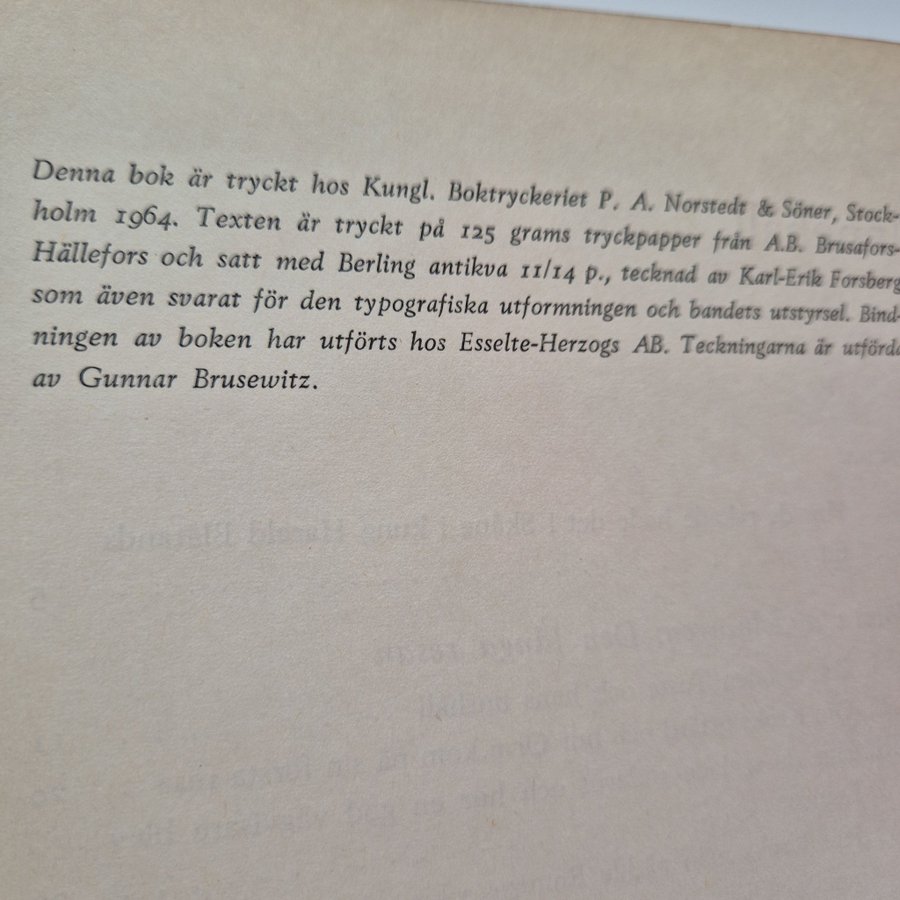 Denna bok är tryckt hos Kungl. Boktryckeriet P. A. Norstedt & Söner, Stock-
holm 1964. Texten är tryckt på 125 grams tryckpapper från A.B. Brusafors-
Hällefors och satt med Berling antikva 11/14 p., tecknad av Karl-Erik Forsberg
som även svarat för den typografiska utformningen och bandets utstyrsel. Bind-
ningen av boken har utförts hos Esselte-Herzogs AB. Teckningarna är utförda
av Gunnar Brusewitz.